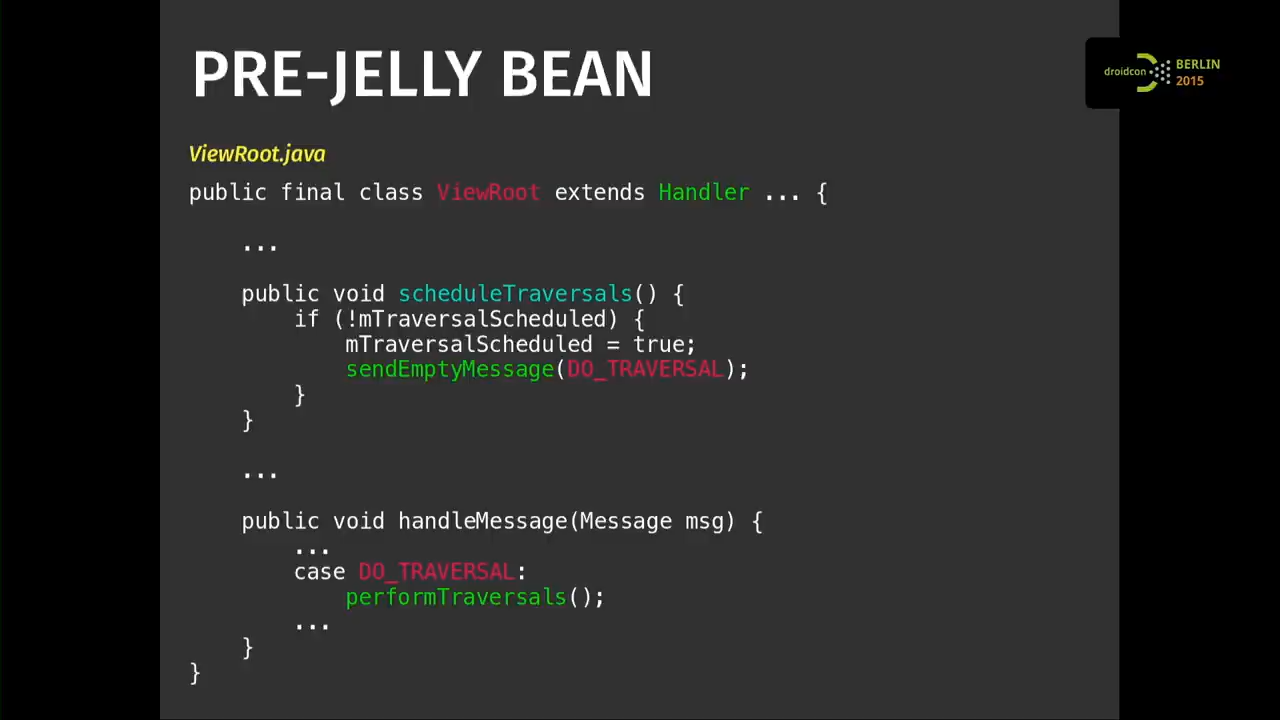 PRE-JELLY BEAN
droidcon BERLIN 2015
ViewRoot.java
public final class ViewRoot extends Handler ... {
...
public void scheduleTraversals() {
if (!mTraversalScheduled) {
mTraversalScheduled = true;
sendEmptyMessage(DO_TRAVERSAL);
}
}
...
public void handleMessage(Message msg) {
...
case DO_TRAVERSAL:
performTraversals();
...
}
}